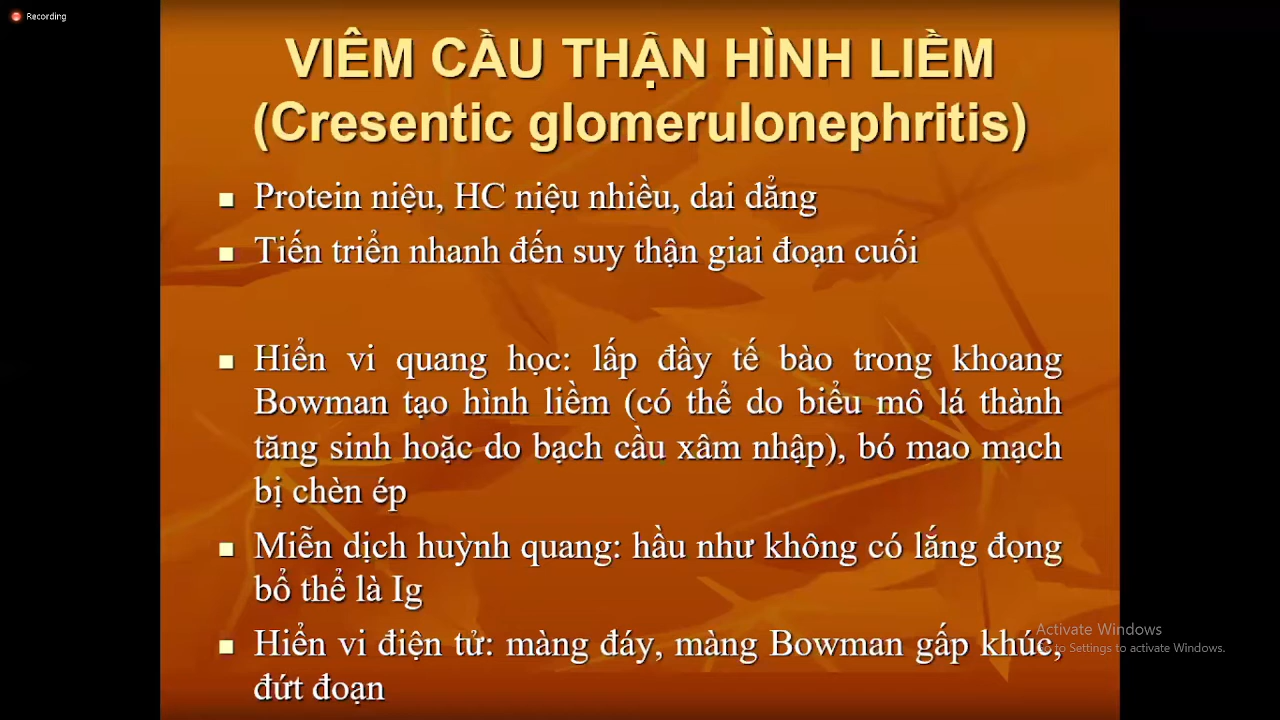 Recording
VIÊM CẦU THẬN HÌNH LIỀM
(Cresentic glomerulonephritis)
Protein niệu, HC niệu nhiều, dai dẳng
Tiến triển nhanh đến suy thận giai đoạn cuối
Hiển vi quang học: lấp đầy tế bào trong khoang
Bowman tạo hình liềm (có thể do biểu mô lá thành
tăng sinh hoặc do bạch cầu xâm nhập), bó mao mạch
bị chèn ép
Miễn dịch huỳnh quang: hầu như không có lắng đọng
bổ thể là Ig
Hiển vi điện tử: màng đáy, màng Bowman gấp khúc,
đứt đoạn
Activate Windows
Go to Settings to activate Windows.